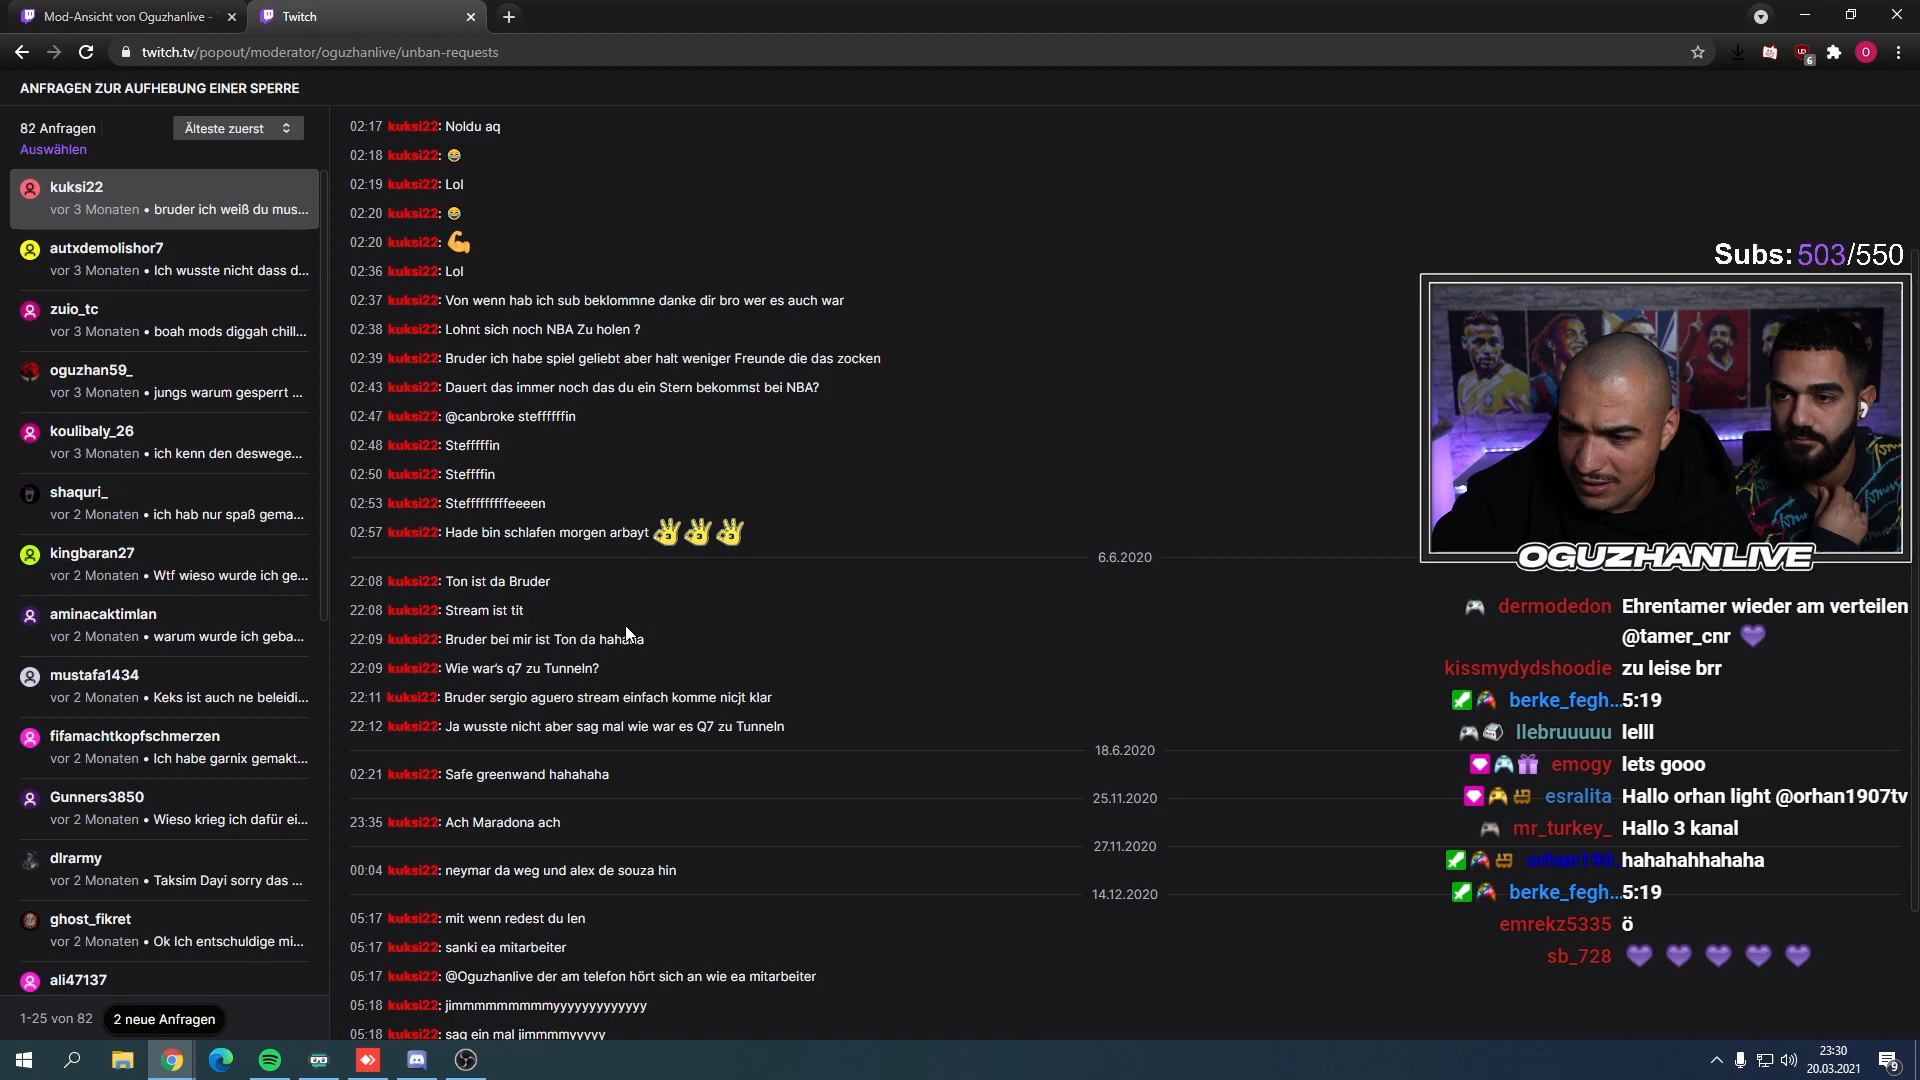 Mod-Ansicht von Oguzhanlive -
Twitch
twitch.tv/popout/moderator/oguzhanlive/unban-requests
6
O
ANFRAGEN ZUR AUFHEBUNG EINER SPERRE
82 Anfragen
Älteste zuerst
Auswählen
kuksi22
vor 3 Monaten • bruder ich weiß du mus...
autxdemolishor7
vor 3 Monaten • Ich wusste nicht dass d...
zuio_tc
vor 3 Monaten • boah mods diggah chill...
oguzhan59_
vor 3 Monaten • jungs warum gesperrt ...
koulibaly_26
vor 3 Monaten • ich kenn den deswege...
shaquri_
vor 2 Monaten • ich hab nur spaß gema...
kingbaran27
vor 2 Monaten • Wtf wieso wurde ich ge...
aminacaktimlan
vor 2 Monaten • warum wurde ich geba...
mustafa1434
vor 2 Monaten • Keks ist auch ne beleidi...
fifamachtkopfschmerzen
vor 2 Monaten • Ich habe garnix gemakt...
Gunners3850
vor 2 Monaten • Wieso krieg ich dafür ei...
dlrarmy
vor 2 Monaten • Taksim Dayi sorry das ...
ghost_fikret
vor 2 Monaten • Ok Ich entschuldige mi...
ali47137
1-25 von 82
2 neue Anfragen
02:17 kuksi22: Noldu aq
02:18 kuksi22: 😂
02:19 kuksi22: Lol
02:20 kuksi22: 😂
02:20 kuksi22: 💪
02:36 kuksi22: Lol
02:37 kuksi22: Von wenn hab ich sub beklommne danke dir bro wer es auch war
02:38 kuksi22: Lohnt sich noch NBA Zu holen ?
02:39 kuksi22: Bruder ich habe spiel geliebt aber halt weniger Freunde die das zocken
02:43 kuksi22: Dauert das immer noch das du ein Stern bekommst bei NBA?
02:47 kuksi22: @canbroke steffffffin
02:48 kuksi22: Stefffffin
02:50 kuksi22: Steffffin
02:53 kuksi22: Stefffffffffeeeen
02:57 kuksi22: Hade bin schlafen morgen arbayt
6.6.2020
22:08 kuksi22: Ton ist da Bruder
22:08 kuksi22: Stream ist tit
22:09 kuksi22: Bruder bei mir ist Ton da hahaha
22:09 kuksi22: Wie war's q7 zu Tunneln?
22:11 kuksi22: Bruder sergio aguero stream einfach komme nicjt klar
22:12 kuksi22: Ja wusste nicht aber sag mal wie war es Q7 zu Tunneln
18.6.2020
02:21 kuksi22: Safe greenwand hahahaha
25.11.2020
23:35 kuksi22: Ach Maradona ach
27.11.2020
00:04 kuksi22: neymar da weg und alex de souza hin
14.12.2020
05:17 kuksi22: mit wenn redest du len
05:17 kuksi22: sanki ea mitarbeiter
05:17 kuksi22: @Oguzhanlive der am telefon hört sich an wie ea mitarbeiter
05:18 kuksi22: jimmmmmmmmmyyyyyyyyyyyyy
05:18 kuksi22: sag ein mal jimmmmyyyyy
Subs: 503/550
OGUZHANLIVE
dermodedon Ehrentamer wieder am verteilen
@tamer_cnr 💜
kissmydydshoodie zu leise brr
berke_fegh... 5:19
llebruuuuu lelll
emogy lets gooo
esralita Hallo orhan light @orhan1907tv
mr_turkey_ Hallo 3 kanal
orhan190... hahahahhahaha
berke_fegh... 5:19
emrekz5335 ö
sb_728 💜 💜 💜 💜 💜
23:30
20.03.2021
9